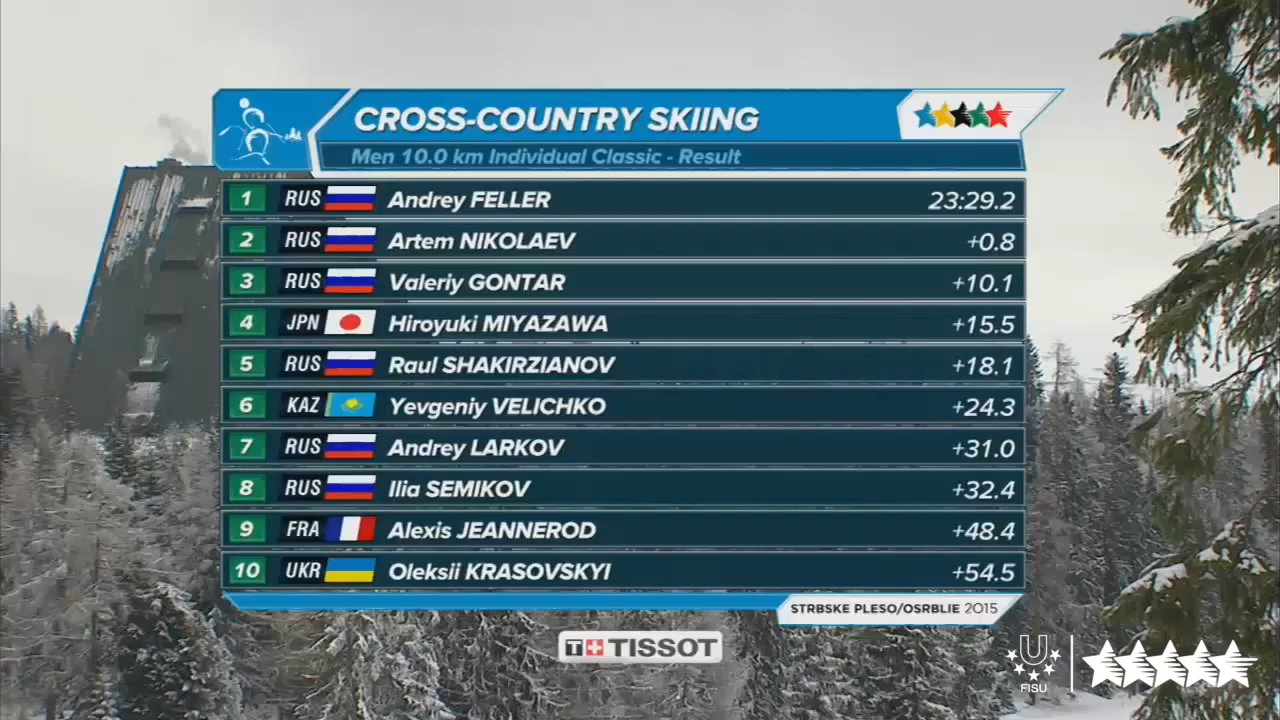 CROSS-COUNTRY SKIING
Men 10.0 km Individual Classic - Result
1 RUS Andrey FELLER 23:29.2
2 RUS Artem NIKOLAEV +0.8
3 RUS Valeriy GONTAR +10.1
4 JPN Hiroyuki MIYAZAWA +15.5
5 RUS Raul SHAKIRZIANOV +18.1
6 KAZ Yevgeniy VELICHKO +24.3
7 RUS Andrey LARKOV +31.0
8 RUS Ilia SEMIKOV +32.4
9 FRA Alexis JEANNEROD +48.4
10 UKR Oleksii KRASOVSKYI +54.5
STRBSKE PLESO/OSRBLIE 2015
T+ TISSOT
U
FISU